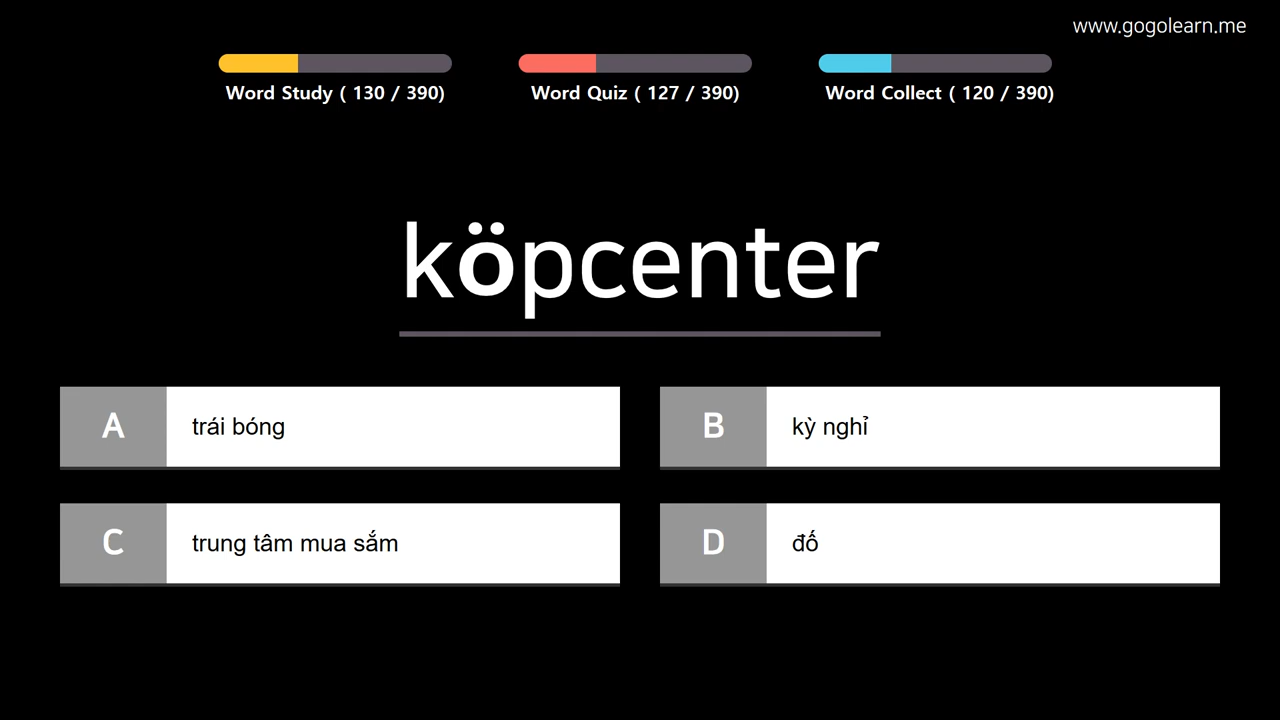 www.gogolearn.me
Word Study ( 130 / 390)
Word Quiz ( 127 / 390)
Word Collect ( 120 / 390)
köpcenter
A trái bóng
B kỳ nghỉ
C trung tâm mua sắm
D đố